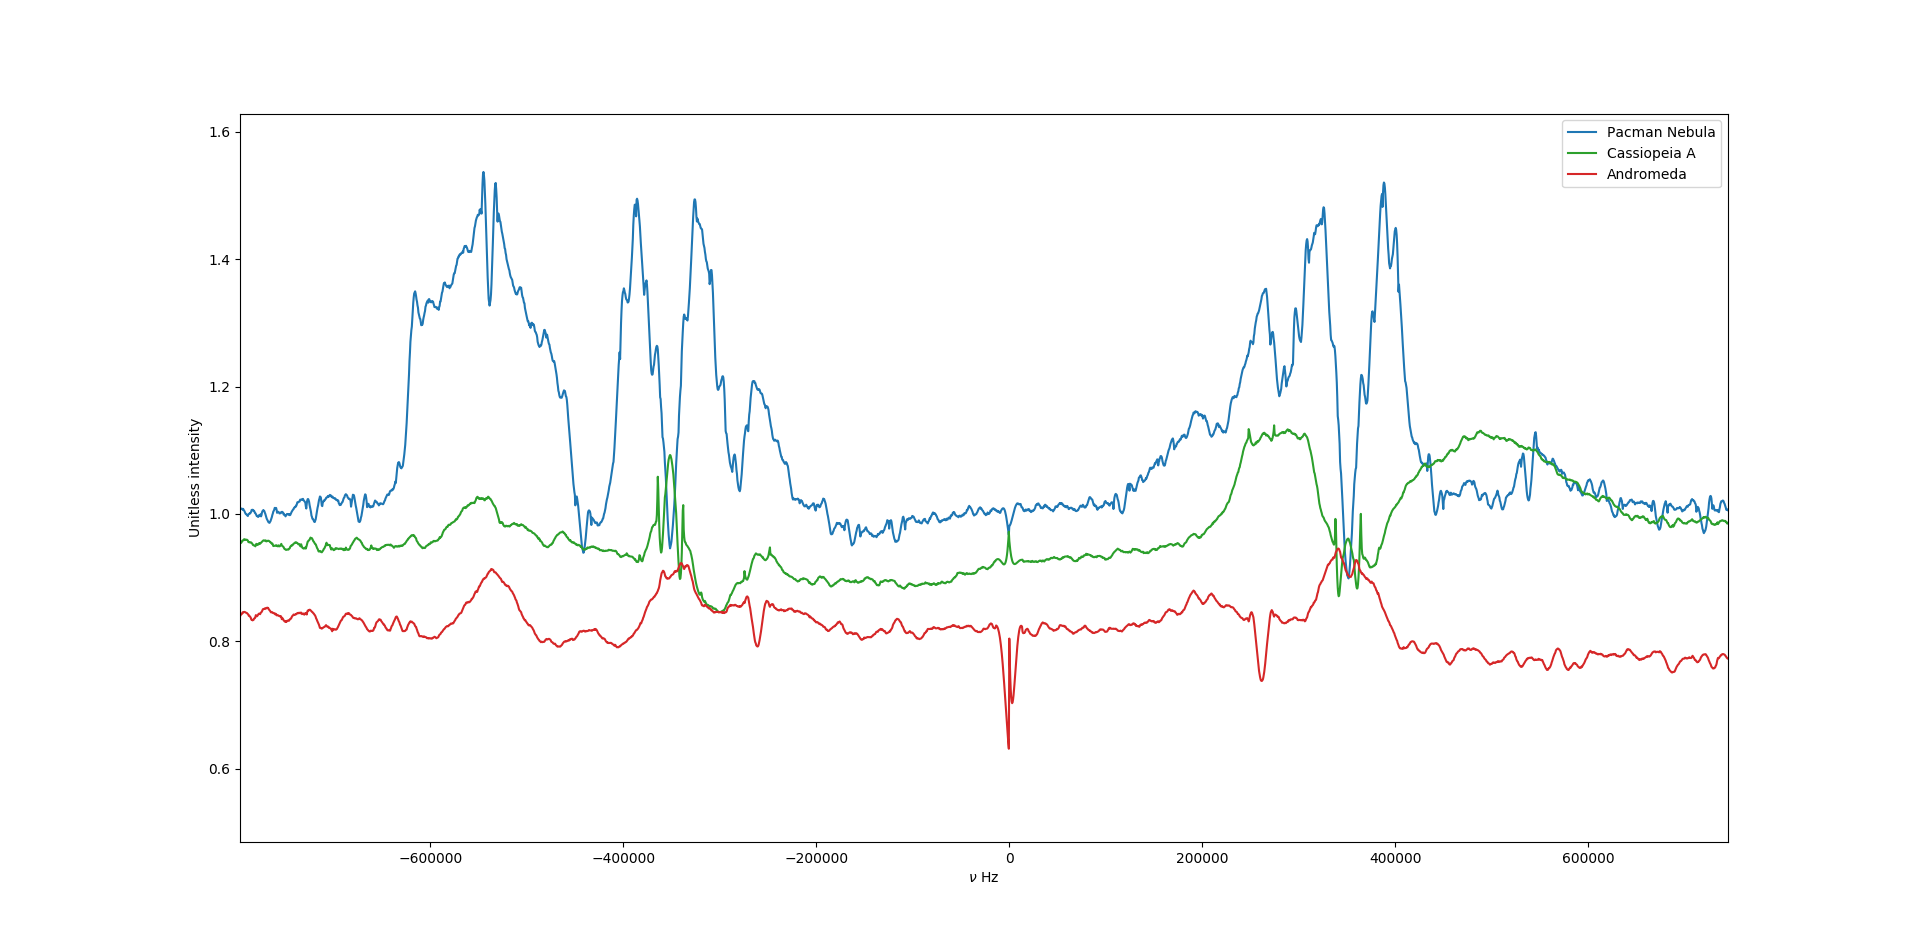 1.6
1.4
1.2
1.0
0.8
0.6
Unitless intensity
Pacman Nebula
Cassiopeia A
Andromeda
−600000 −400000 −200000 0 200000 400000 600000
ν Hz